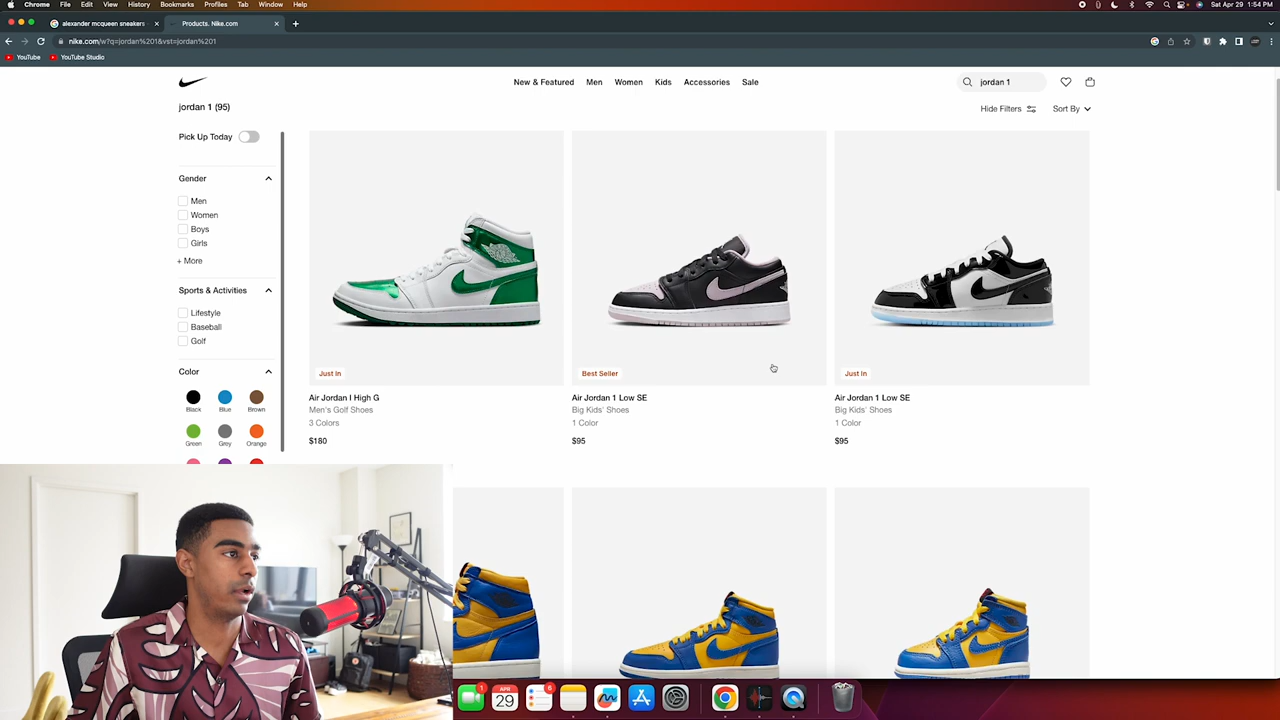 Chrome File Edit View History Bookmarks Profiles Tab Window Help Sat Apr 29 1:54 PM
alexander mcqueen sneakers Products. Nike.com
nike.com/w?q=jordan%201&vst=jordan%201
YouTube YouTube Studio
New & Featured Men Women Kids Accessories Sale jordan 1
jordan 1 (95) Hide Filters Sort By
Pick Up Today
Gender
Men
Women
Boys
Girls
+ More
Sports & Activities
Lifestyle
Baseball
Golf
Color
Black Blue Brown
Green Grey Orange
Just In Best Seller Just In
Air Jordan I High G Air Jordan 1 Low SE Air Jordan 1 Low SE
Men's Golf Shoes Big Kids' Shoes Big Kids' Shoes
3 Colors 1 Color 1 Color
$180 $95 $95
1 APR 29 6